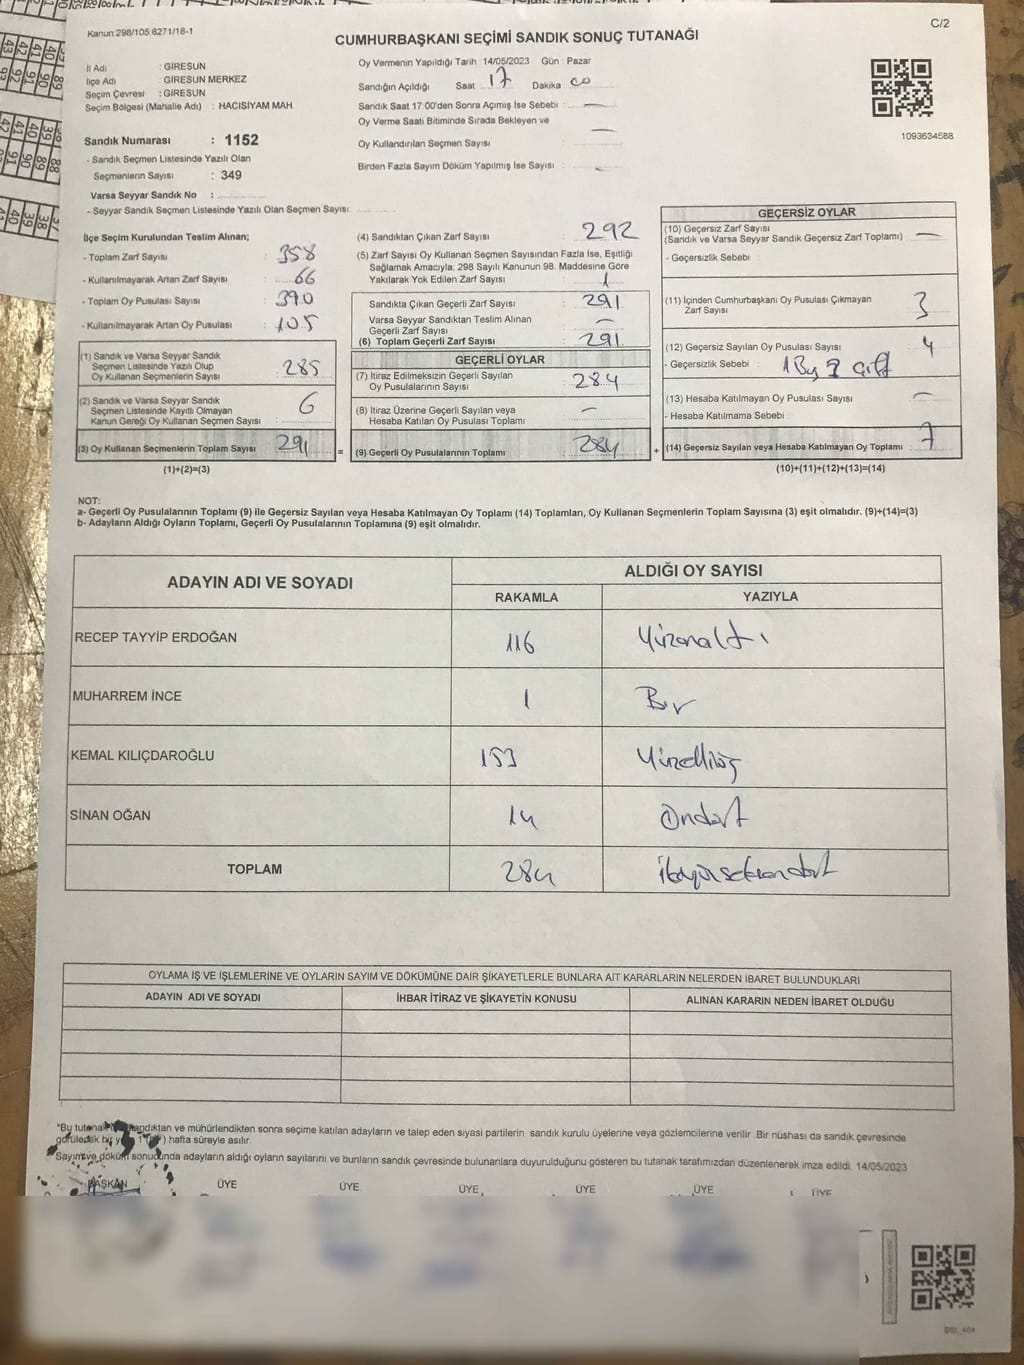 C/2
Kanun:298/105;6271/18-1
CUMHURBAŞKANI SEÇİMİ SANDIK SONUÇ TUTANAĞI
İl Adı : GİRESUN
İlçe Adı : GİRESUN MERKEZ
Seçim Çevresi : GİRESUN
Seçim Bölgesi (Mahalle Adı) : HACISİYAM MAH
Sandık Numarası : 1152
- Sandık Seçmen Listesinde Yazılı Olan
Seçmenlerin Sayısı : 349
Varsa Seyyar Sandık No :
- Seyyar Sandık Seçmen Listesinde Yazılı Olan Seçmen Sayısı:
Oy Vermenin Yapıldığı Tarih : 14/05/2023 Gün : Pazar
Sandığın Açıldığı Saat 17 Dakika 00
Sandık Saat 17:00'den Sonra Açımış İse Sebebi : —
Oy Verme Saati Bitiminde Sırada Bekleyen ve
Oy Kullandırılan Seçmen Sayısı : —
Birden Fazla Sayım Döküm Yapılmış İse Sayısı : —
1093634588
İlçe Seçim Kurulundan Teslim Alınan;
- Toplam Zarf Sayısı : 358
- Kullanılmayarak Artan Zarf Sayısı : 66
- Toplam Oy Pusulası Sayısı : 390
- Kullanılmayarak Artan Oy Pusulası : 105
(1) Sandık ve Varsa Seyyar Sandık
Seçmen Listesinde Yazılı Olup
Oy Kullanan Seçmenlerin Sayısı : 285
(2) Sandık ve Varsa Seyyar Sandık
Seçmen Listesinde Kayıtlı Olmayan
Kanun Gereği Oy Kullanan Seçmen Sayısı : 6
(3) Oy Kullanan Seçmenlerin Toplam Sayısı : 291
(1)+(2)=(3)
(4) Sandıktan Çıkan Zarf Sayısı : 292
(5) Zarf Sayısı Oy Kullanan Seçmen Sayısından Fazla İse, Eşitliği
Sağlamak Amacıyla; 298 Sayılı Kanunun 98. Maddesine Göre
Yakılarak Yok Edilen Zarf Sayısı : 1
Sandıkta Çıkan Geçerli Zarf Sayısı : 291
Varsa Seyyar Sandıktan Teslim Alınan
Geçerli Zarf Sayısı : —
(6) Toplam Geçerli Zarf Sayısı : 291
GEÇERLİ OYLAR
(7) İtiraz Edilmeksizin Geçerli Sayılan
Oy Pusulalarının Sayısı : 284
(8) İtiraz Üzerine Geçerli Sayılan veya
Hesaba Katılan Oy Pusulası Toplamı : —
= (9) Geçerli Oy Pusulalarının Toplamı : 284
GEÇERSİZ OYLAR
(10) Geçersiz Zarf Sayısı
(Sandık ve Varsa Seyyar Sandık Geçersiz Zarf Toplamı) : —
- Geçersizlik Sebebi :
(11) İçinden Cumhurbaşkanı Oy Pusulası Çıkmayan
Zarf Sayısı : 3
(12) Geçersiz Sayılan Oy Pusulası Sayısı : 4
- Geçersizlik Sebebi :
(13) Hesaba Katılmayan Oy Pusulası Sayısı : —
- Hesaba Katılmama Sebebi :
+ (14) Geçersiz Sayılan veya Hesaba Katılmayan Oy Toplamı : 7
(10)+(11)+(12)+(13)=(14)
NOT:
a- Geçerli Oy Pusulalarının Toplamı (9) ile Geçersiz Sayılan veya Hesaba Katılmayan Oy Toplamı (14) Toplamları, Oy Kullanan Seçmenlerin Toplam Sayısına (3) eşit olmalıdır. (9)+(14)=(3)
b- Adayların Aldığı Oyların Toplamı, Geçerli Oy Pusulalarının Toplamına (9) eşit olmalıdır.
ADAYIN ADI VE SOYADI ALDIĞI OY SAYISI
RAKAMLA YAZIYLA
RECEP TAYYİP ERDOĞAN 116 Yüzonaltı
MUHARREM İNCE 1 Bir
KEMAL KILIÇDAROĞLU 153 Yüzelliüç
SİNAN OĞAN 14 Ondört
TOPLAM 284 ikiyüzseksendört
OYLAMA İŞ VE İŞLEMLERİNE VE OYLARIN SAYIM VE DÖKÜMÜNE DAİR ŞİKAYETLERLE BUNLARA AİT KARARLARIN NELERDEN İBARET BULUNDUKLARI
ADAYIN ADI VE SOYADI İHBAR İTİRAZ VE ŞİKAYETİN KONUSU ALINAN KARARIN NEDEN İBARET OLDUĞU
*Bu tutanak sandıktan ve mühürlendikten sonra seçime katılan adayların ve talep eden siyasi partilerin sandık kurulu üyelerine veya gözlemcilerine verilir. Bir nüshası da sandık çevresinde
görülecek bir hafta süreyle asılır.
Sayım ve döküm sonucunda adayların aldığı oyların sayılarını ve bunların sandık çevresinde bulunanlara duyurulduğunu gösteren bu tutanak tarafımızdan düzenlenerek imza edildi. 14/05/2023
BAŞKAN ÜYE ÜYE ÜYE ÜYE ÜYE ÜYE